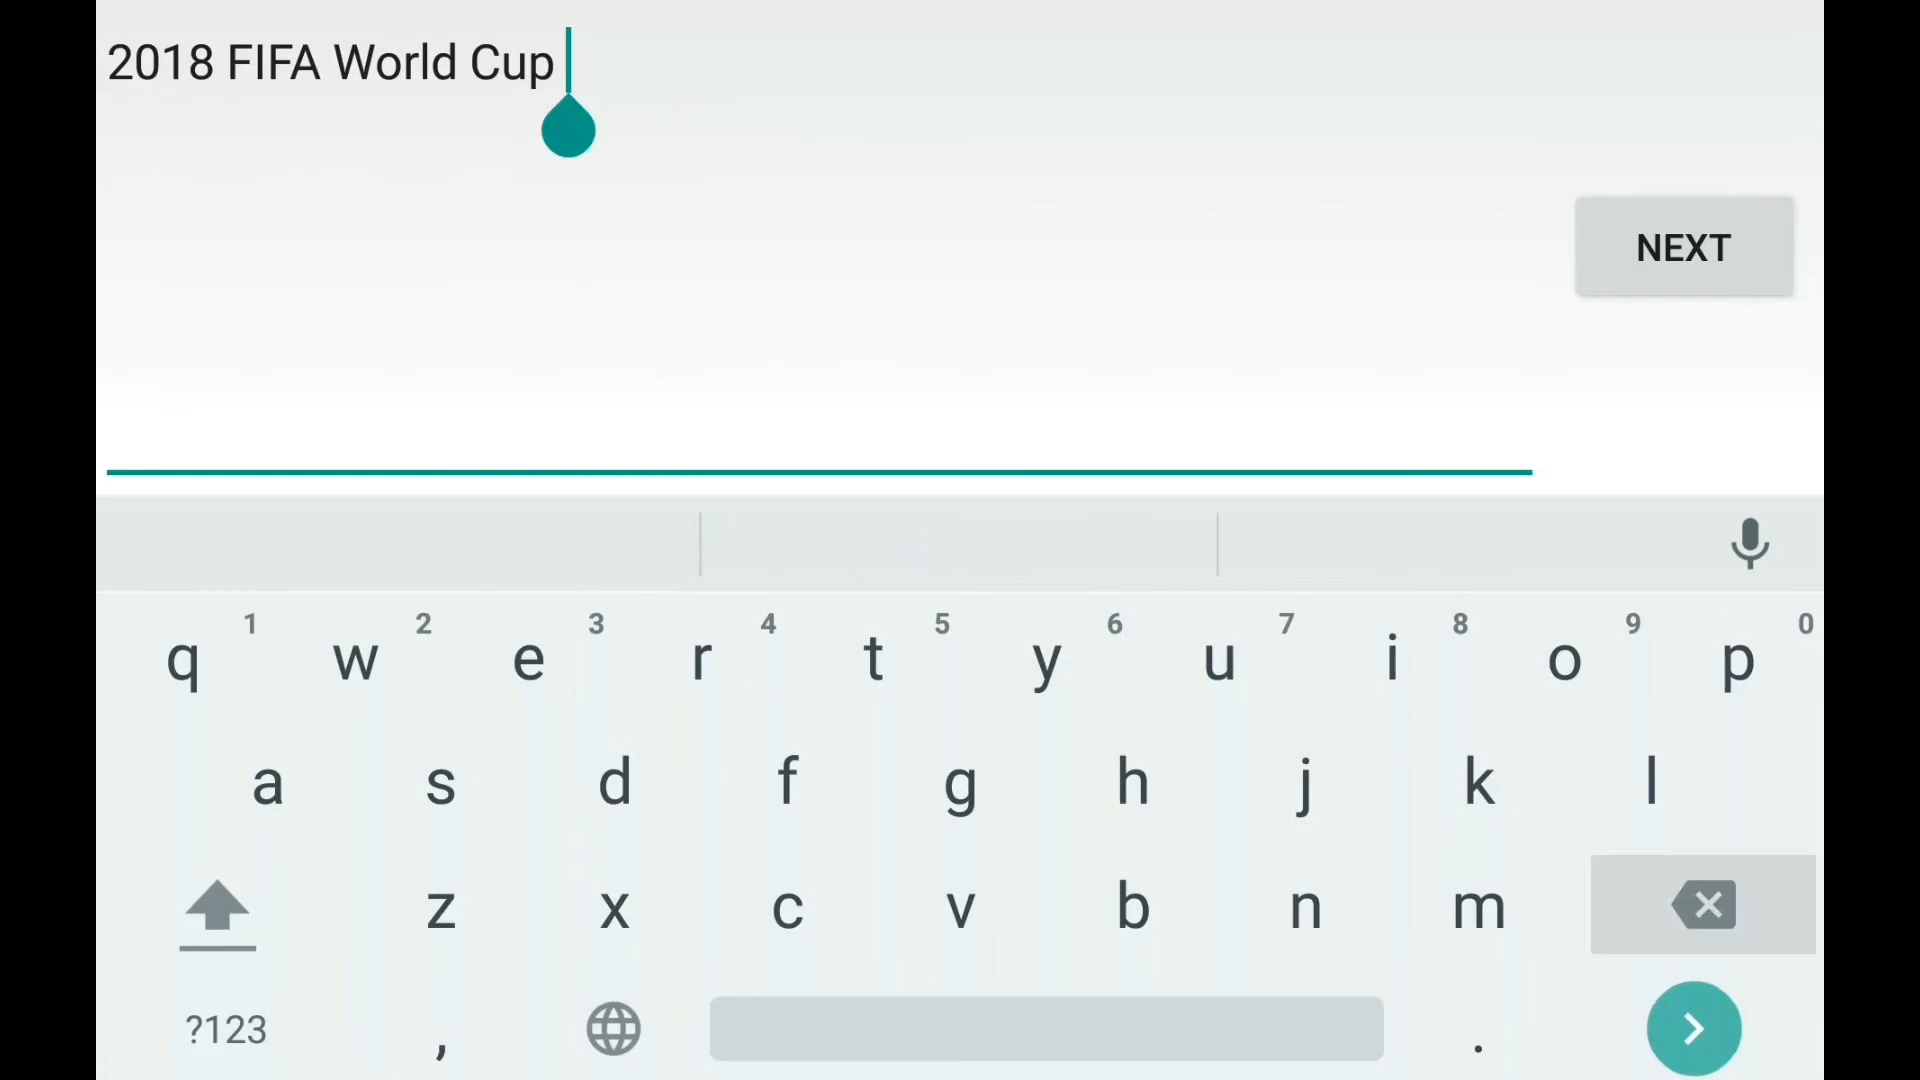 2018 FIFA World Cup
NEXT
1 2 3 4 5 6 7 8 9 0
q w e r t y u i o p
a s d f g h j k l
z x c v b n m
?123 , .